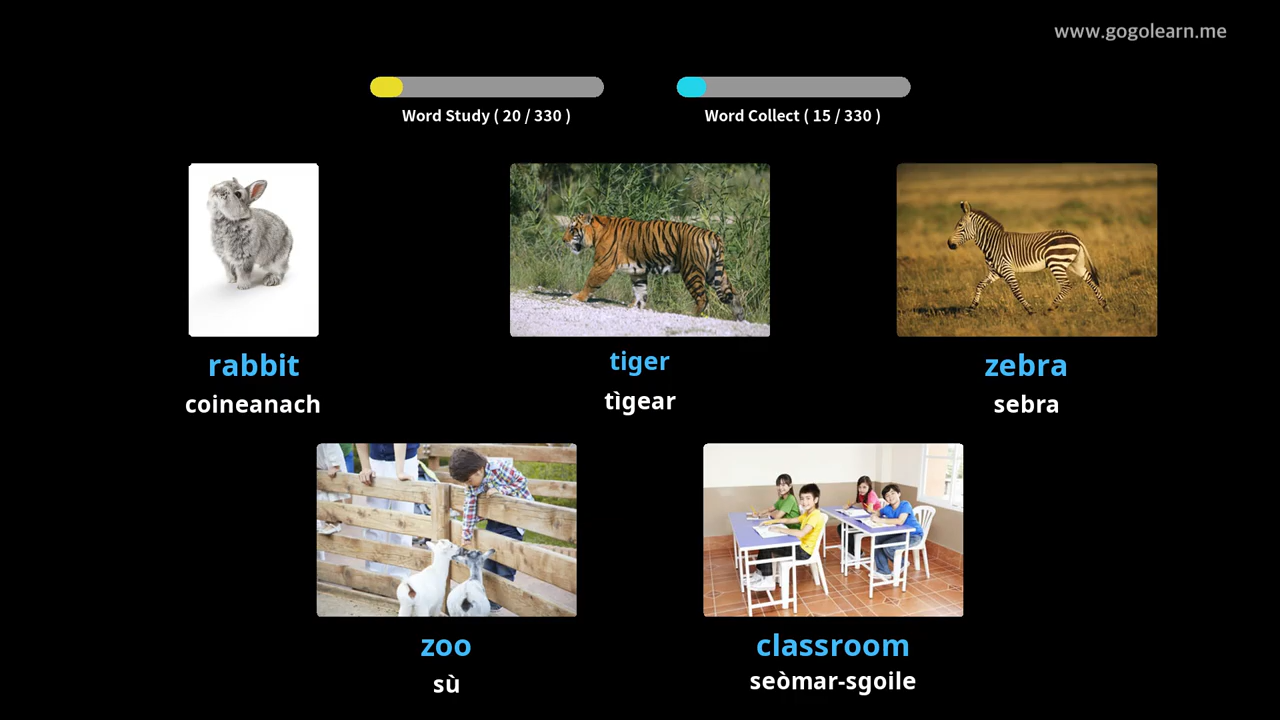 www.gogolearn.me
Word Study ( 20 / 330 )
Word Collect ( 15 / 330 )
rabbit
coineanach
tiger
tìgear
zebra
sebra
zoo
sù
classroom
seòmar-sgoile